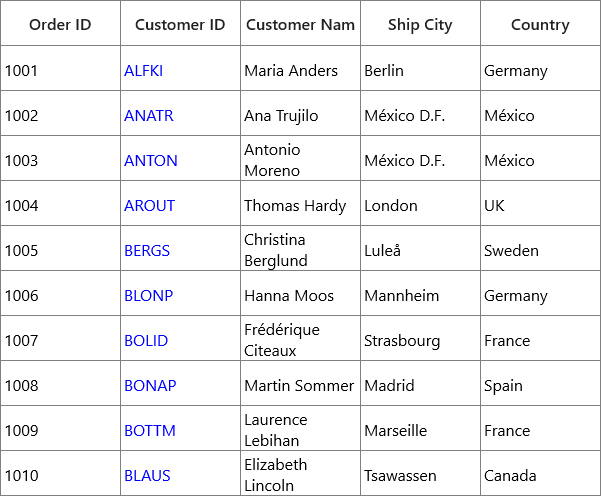 Order ID Customer ID Customer Nam Ship City Country
1001 ALFKI Maria Anders Berlin Germany
1002 ANATR Ana Trujilo México D.F. México
1003 ANTON Antonio Moreno México D.F. México
1004 AROUT Thomas Hardy London UK
1005 BERGS Christina Berglund Luleå Sweden
1006 BLONP Hanna Moos Mannheim Germany
1007 BOLID Frédérique Citeaux Strasbourg France
1008 BONAP Martin Sommer Madrid Spain
1009 BOTTM Laurence Lebihan Marseille France
1010 BLAUS Elizabeth Lincoln Tsawassen Canada